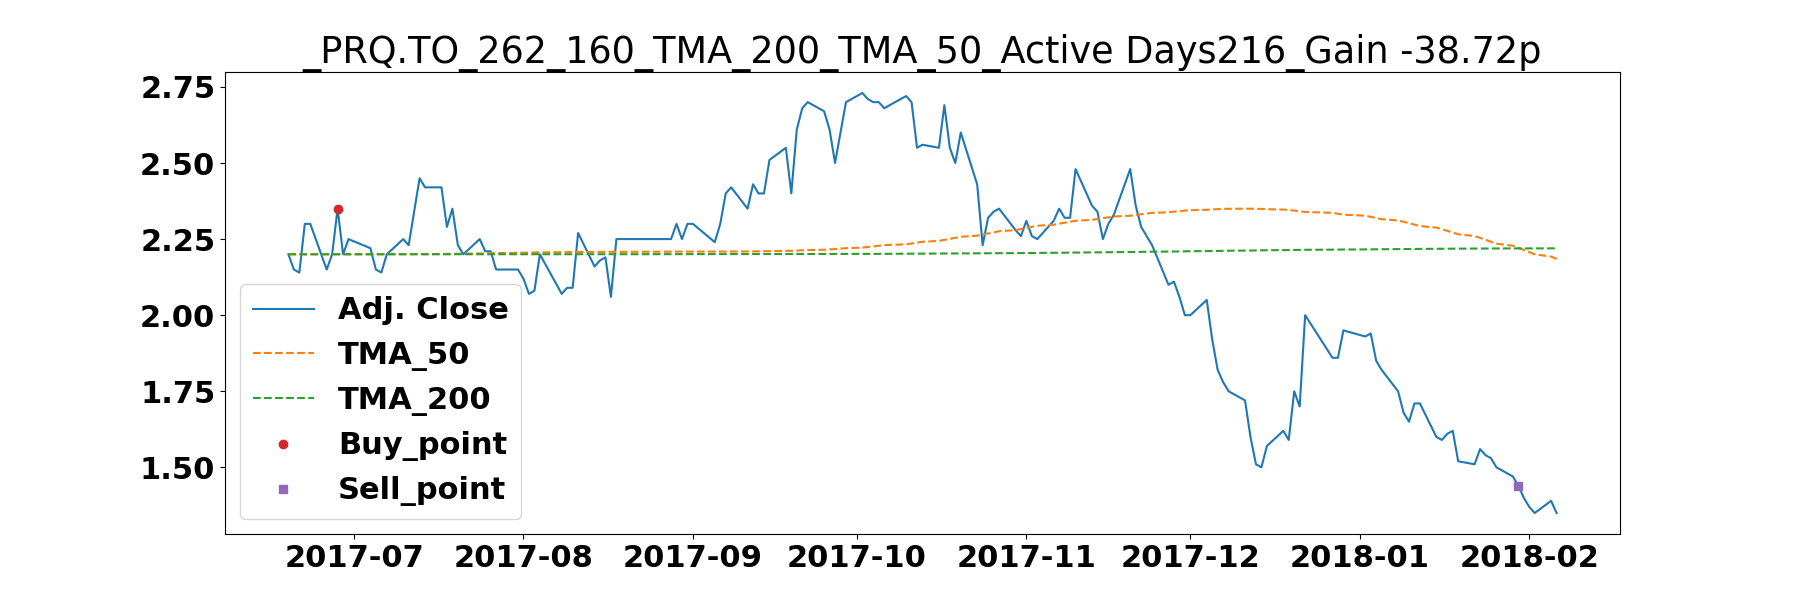 _PRQ.TO_262_160_TMA_200_TMA_50_Active Days216_Gain -38.72p
2.75
2.50
2.25
2.00
1.75
1.50
Adj. Close
TMA_50
TMA_200
Buy_point
Sell_point
2017-07 2017-08 2017-09 2017-10 2017-11 2017-12 2018-01 2018-02